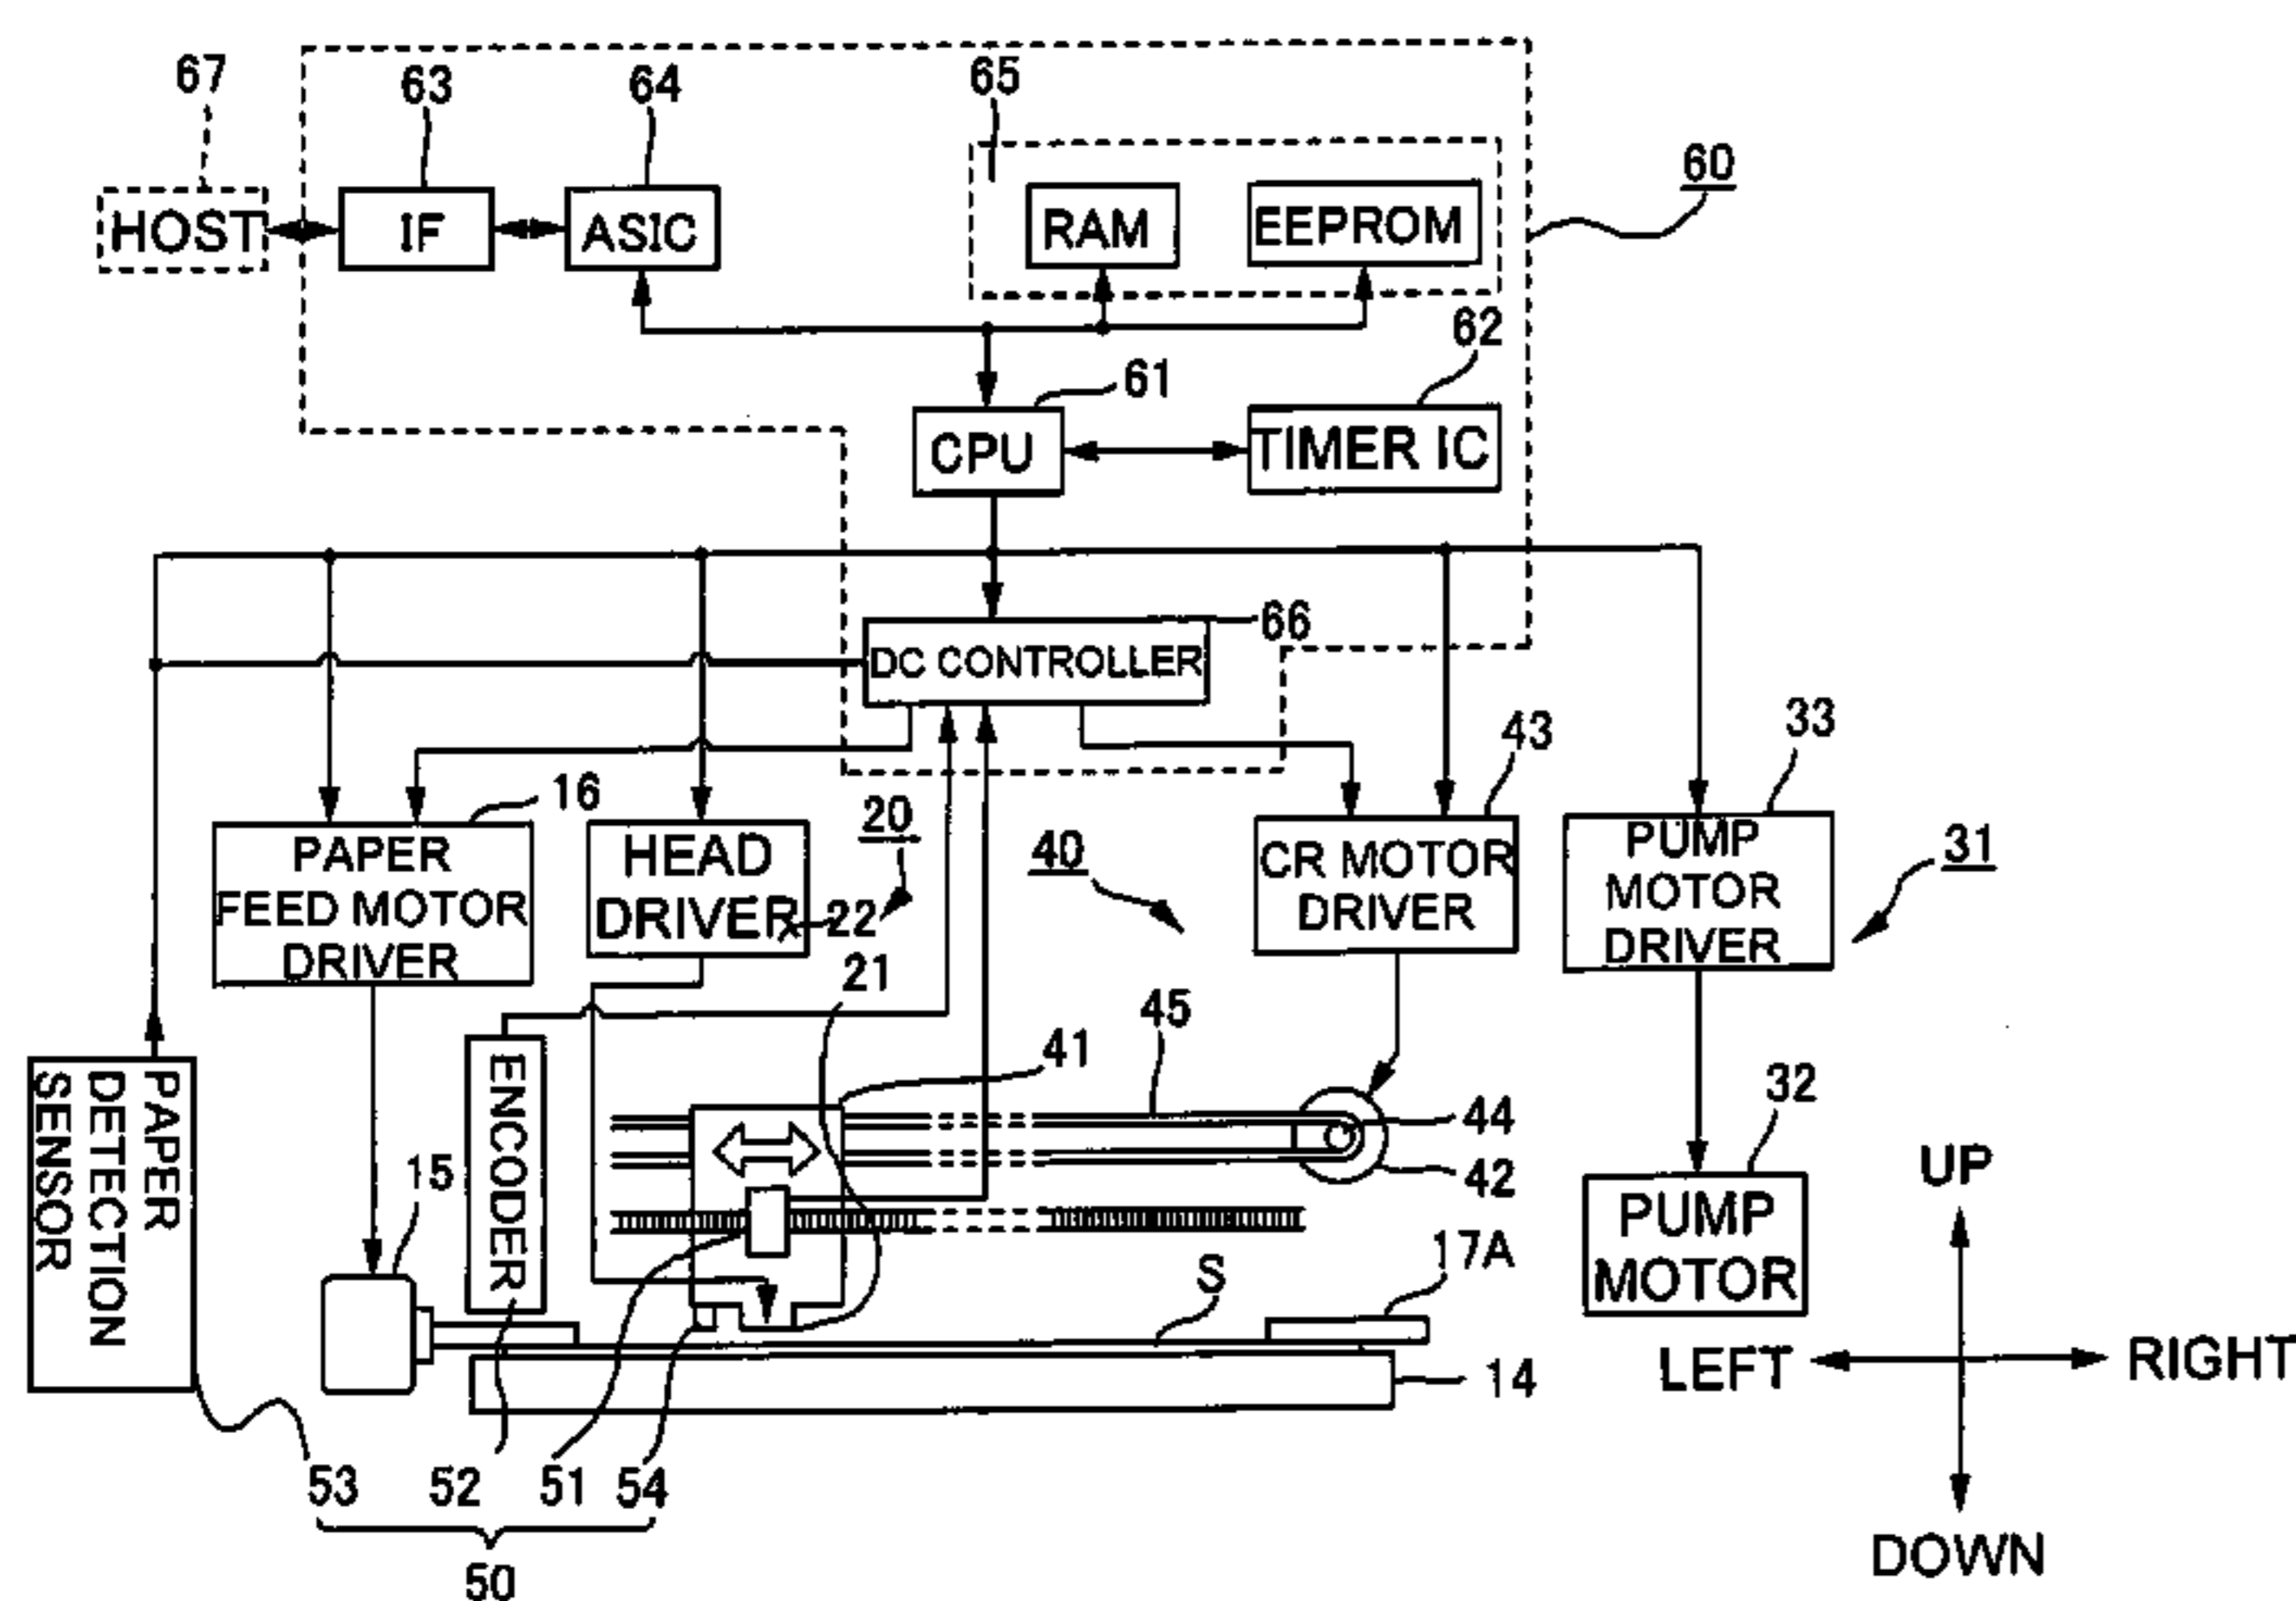 67
63
64
65
60
HOST
IF
ASIC
RAM
EEPROM
62
61
CPU
TIMER IC
66
DC CONTROLLER
33
43
16
20
PAPER
FEED MOTOR
DRIVER
HEAD
DRIVER
22
40
CR MOTOR
DRIVER
PUMP
MOTOR
DRIVER
31
21
45
41
PAPER
DETECTION
SENSOR
ENCODER
15
44
42
32
PUMP
MOTOR
UP
17A
S
LEFT
RIGHT
14
DOWN
53
52
51
54
50